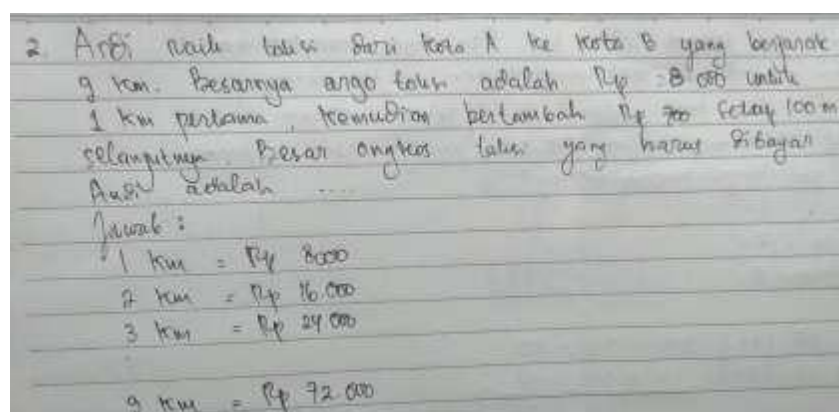 2. Ardi naik taksi dari kota A ke kota B yang berjarak
9 km. Besarnya argo taksi adalah Rp 8 000 untuk
1 km pertama, kemudian bertambah Rp 700 setiap 100 m
selanjutnya. Besar ongkos taksi yang harus dibayar
Ardi adalah ....
Jawab :
1 km = Rp 8000
2 km = Rp 16.000
3 km = Rp 24 000
9 km = Rp 72 000